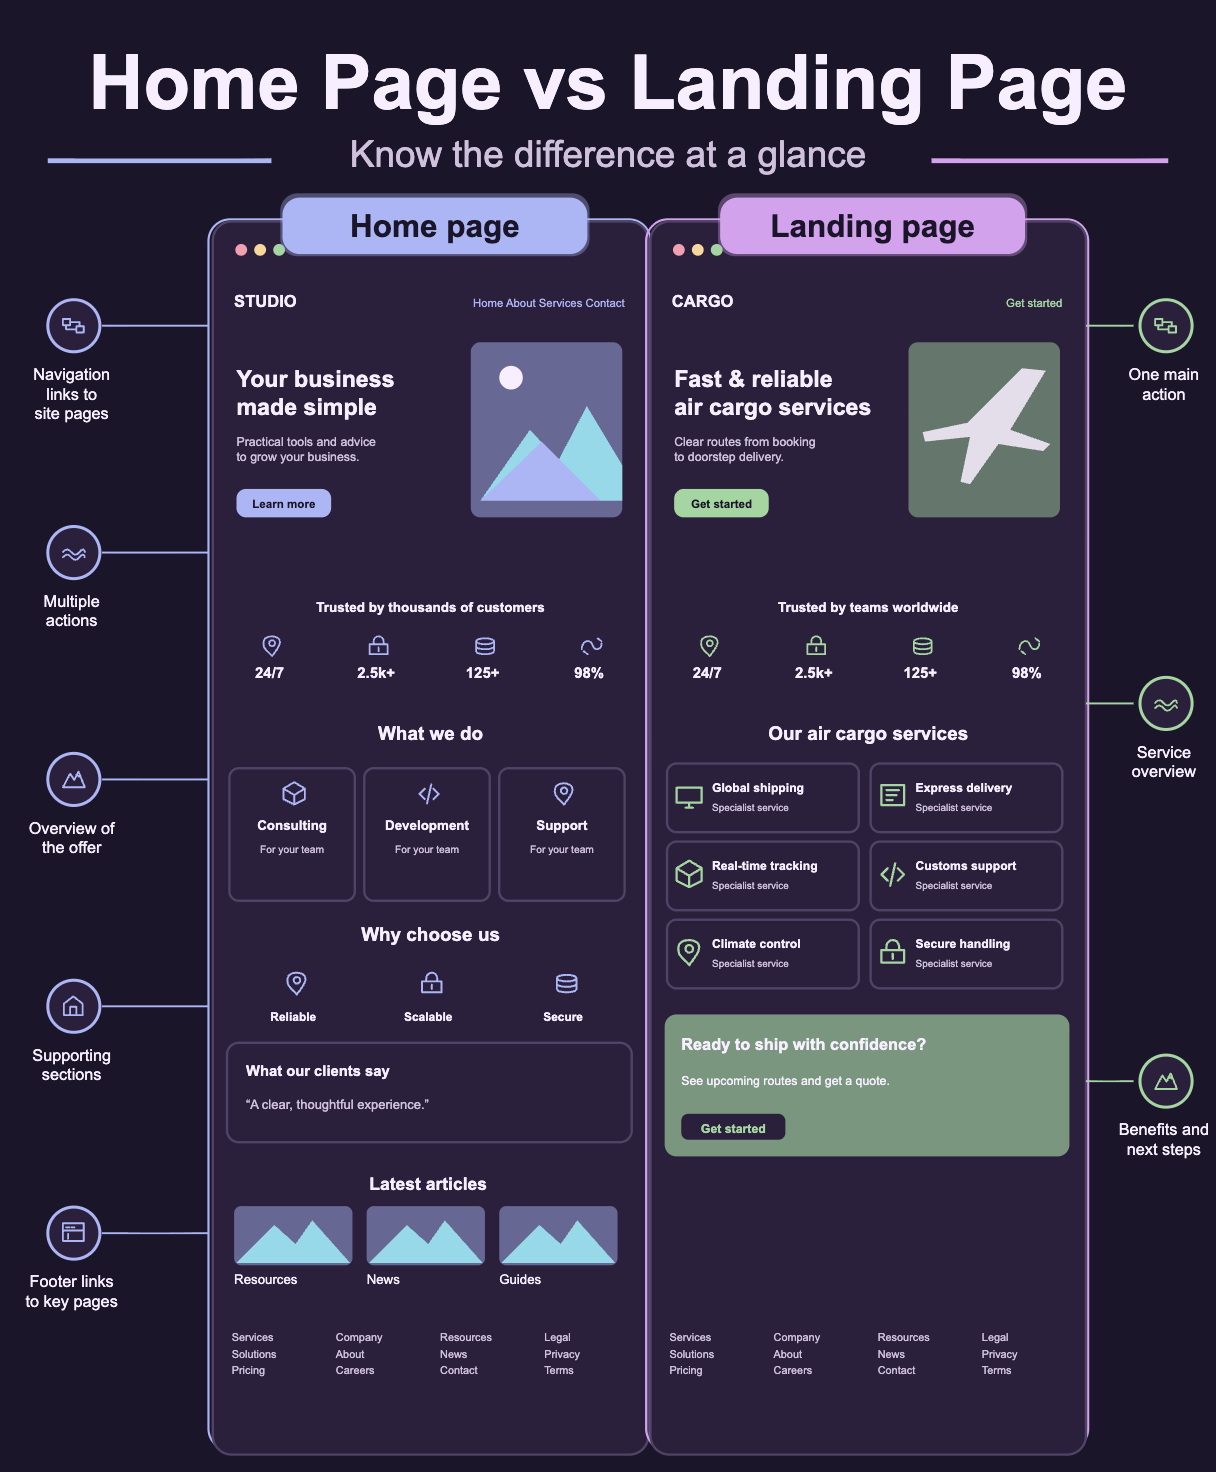 Home Page vs Landing Page
Know the difference at a glance
Home page
STUDIO
Home About Services Contact
Your business
made simple
Practical tools and advice
to grow your business.
Learn more
Trusted by thousands of customers
24/7
2.5k+
125+
98%
What we do
Consulting
For your team
Development
For your team
Support
For your team
Why choose us
Reliable
Scalable
Secure
What our clients say
“A clear, thoughtful experience.”
Latest articles
Resources
News
Guides
Services
Solutions
Pricing
Company
About
Careers
Resources
News
Contact
Legal
Privacy
Terms
Navigation
links to
site pages
Multiple
actions
Overview of
the offer
Supporting
sections
Footer links
to key pages
Landing page
CARGO
Get started
Fast & reliable
air cargo services
Clear routes from booking
to doorstep delivery.
Get started
Trusted by teams worldwide
24/7
2.5k+
125+
98%
Our air cargo services
Global shipping
Specialist service
Express delivery
Specialist service
Real-time tracking
Specialist service
Customs support
Specialist service
Climate control
Specialist service
Secure handling
Specialist service
Ready to ship with confidence?
See upcoming routes and get a quote.
Get started
Services
Solutions
Pricing
Company
About
Careers
Resources
News
Contact
Legal
Privacy
Terms
One main
action
Service
overview
Benefits and
next steps